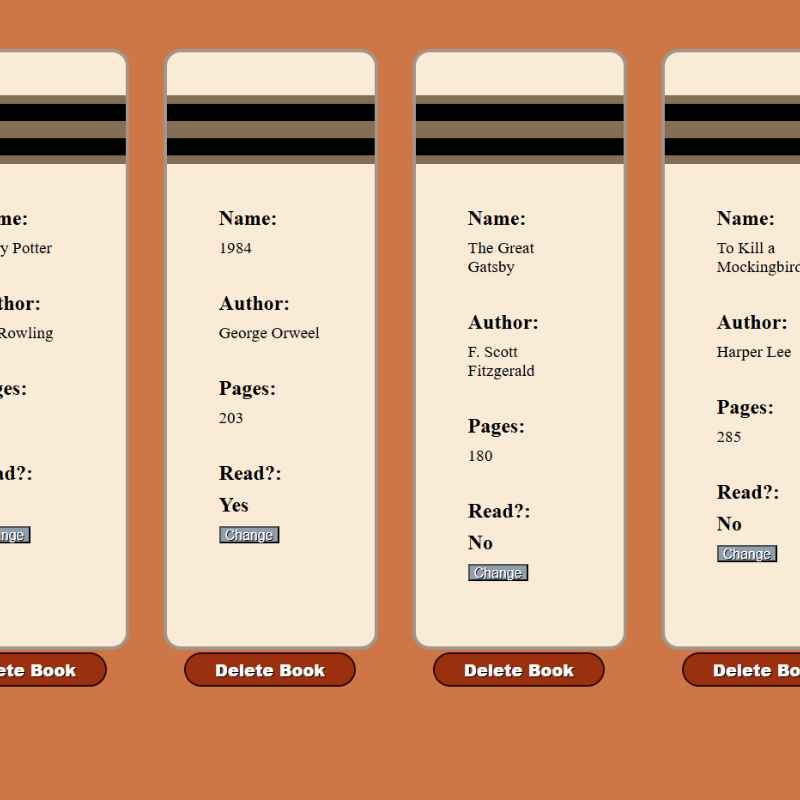 me:
y Potter
thor:
Rowling
ges:
ad?:
nge
ete Book
Name:
1984
Author:
George Orweel
Pages:
203
Read?:
Yes
Change
Delete Book
Name:
The Great
Gatsby
Author:
F. Scott
Fitzgerald
Pages:
180
Read?:
No
Change
Delete Book
Name:
To Kill a
Mockingbird
Author:
Harper Lee
Pages:
285
Read?:
No
Change
Delete Bo